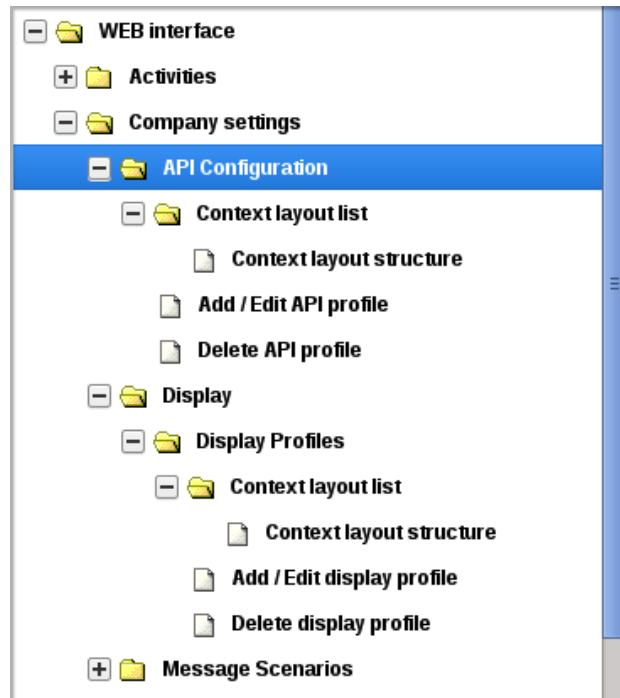 WEB interface
Activities
Company settings
API Configuration
Context layout list
Context layout structure
Add / Edit API profile
Delete API profile
Display
Display Profiles
Context layout list
Context layout structure
Add / Edit display profile
Delete display profile
Message Scenarios